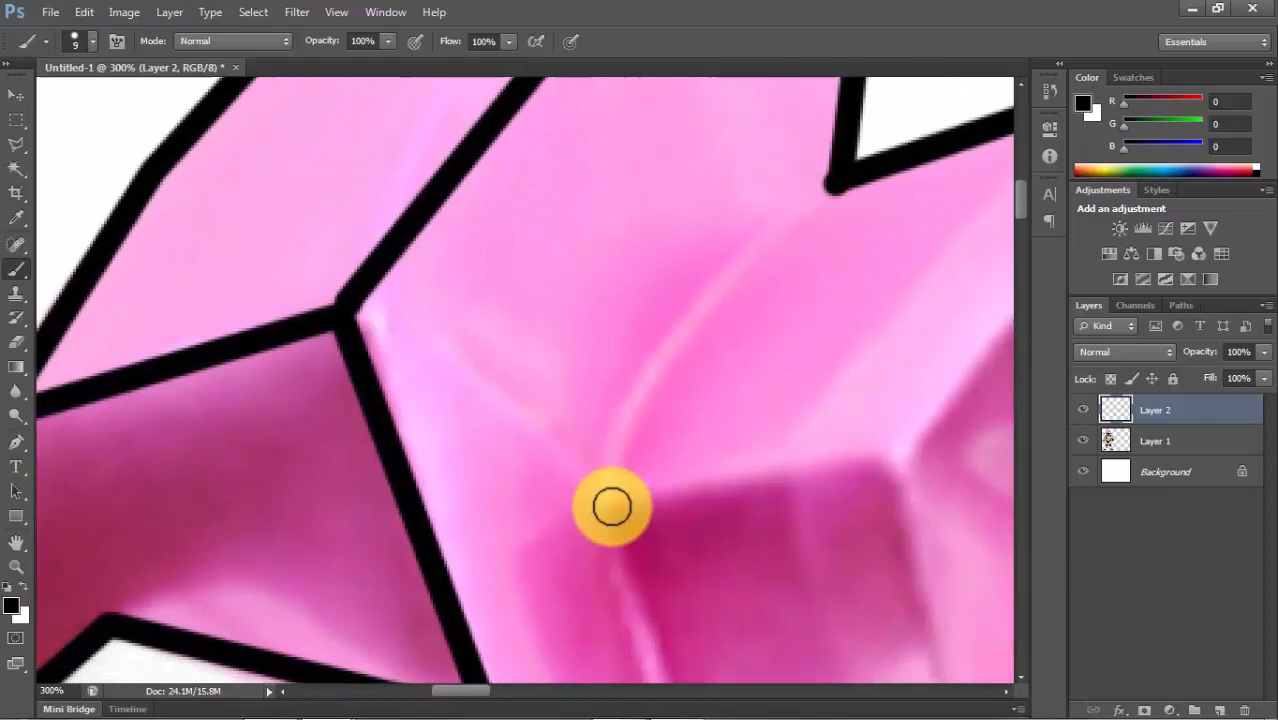 Ps File Edit Image Layer Type Select Filter View Window Help
9 Mode: Normal Opacity: 100% Flow: 100% Essentials
Untitled-1 @ 300% (Layer 2, RGB/8) * ×
Color Swatches
R 0
G 0
B 0
Adjustments Styles
Add an adjustment
Layers Channels Paths
Kind
Normal Opacity: 100%
Lock: Fill: 100%
Layer 2
Layer 1
Background
300% Doc: 24.1M/15.8M
Mini Bridge Timeline